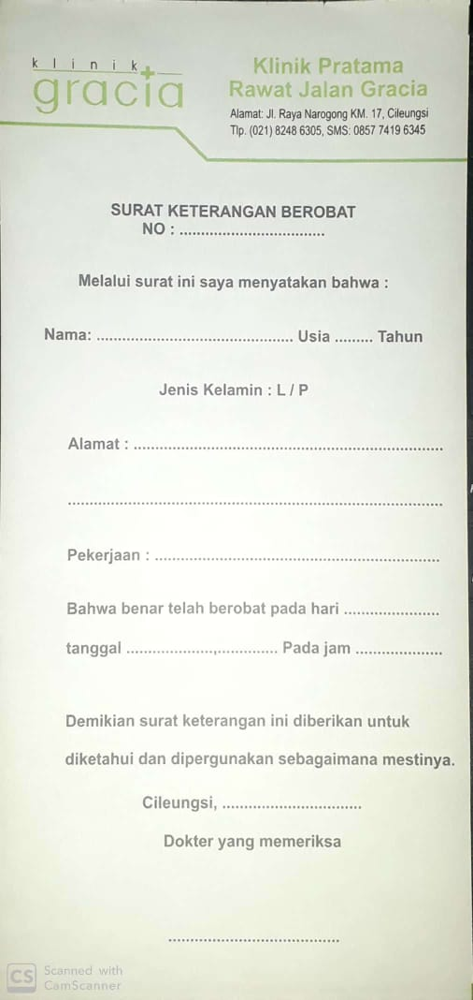 klinik
gracia
Klinik Pratama
Rawat Jalan Gracia
Alamat: Jl. Raya Narogong KM. 17, Cileungsi
Tlp. (021) 8248 6305, SMS: 0857 7419 6345
SURAT KETERANGAN BEROBAT
NO : ..................................
Melalui surat ini saya menyatakan bahwa :
Nama: .............................................. Usia ......... Tahun
Jenis Kelamin : L / P
Alamat : ........................................................................
........................................................................................
Pekerjaan : ..................................................................
Bahwa benar telah berobat pada hari ......................
tanggal ....................,.............. Pada jam ....................
Demikian surat keterangan ini diberikan untuk
diketahui dan dipergunakan sebagaimana mestinya.
Cileungsi, ................................
Dokter yang memeriksa
........................................
CS Scanned with
CamScanner